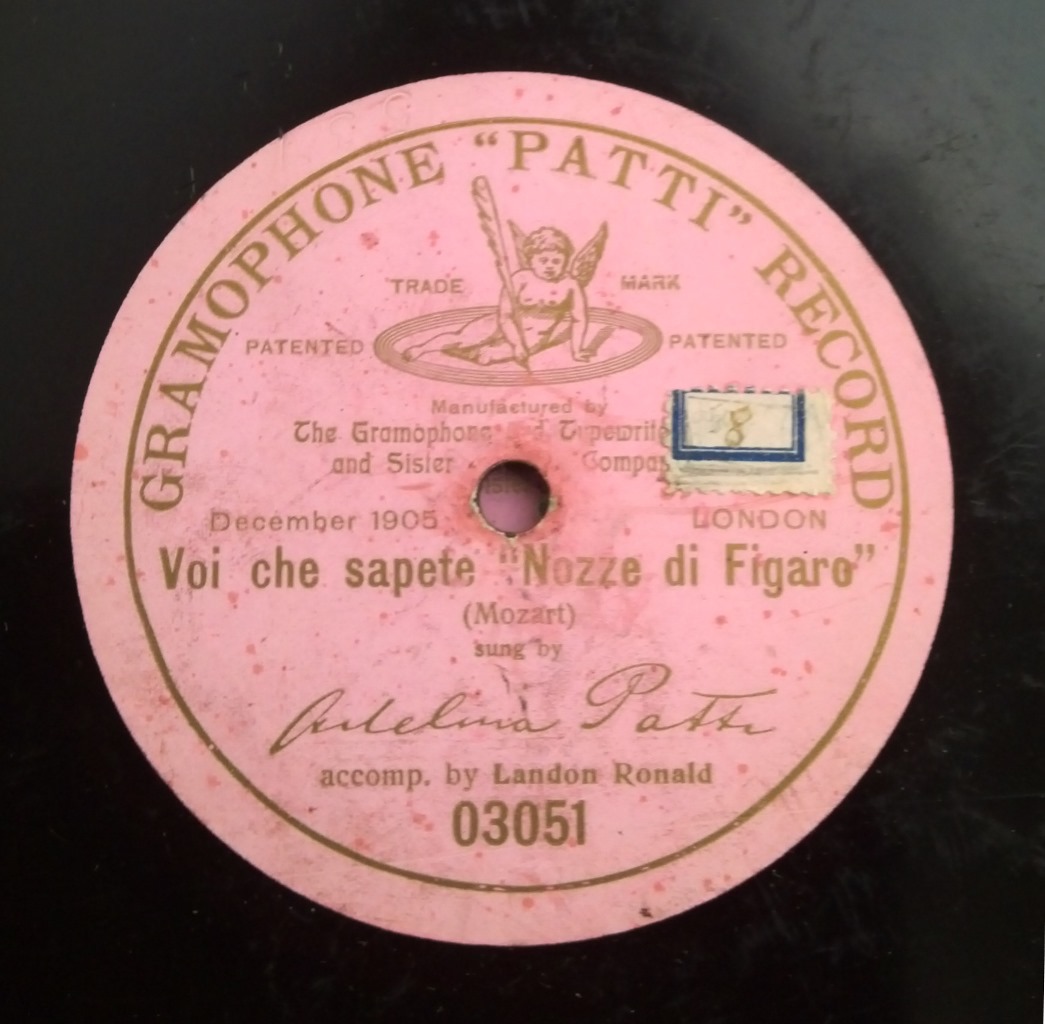 GRAMOPHONE "PATTI" RECORD
TRADE MARK
PATENTED PATENTED
Manufactured by
The Gramophone
and Sister
8
December 1905 LONDON
Voi che sapete "Nozze di Figaro"
(Mozart)
sung by
Adelina Patti
accomp. by Landon Ronald
03051